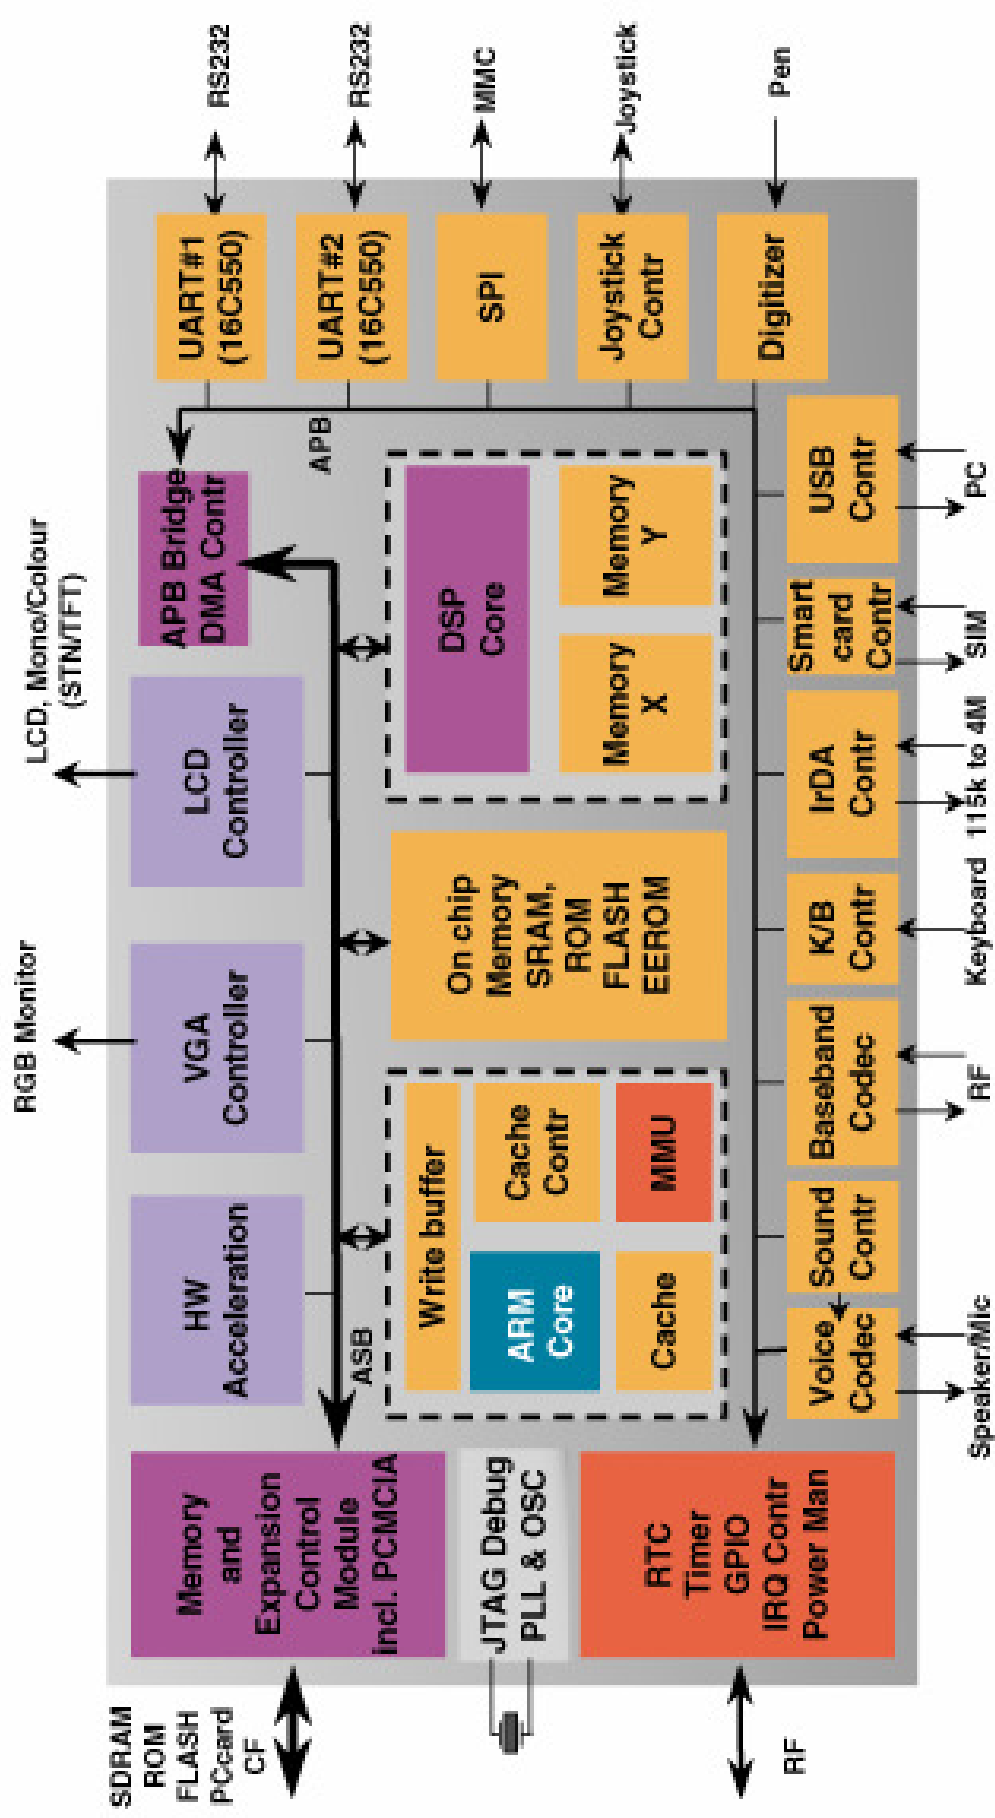 RGB Monitor
LCD, Mono/Colour
(STN/TFT)
SDRAM
ROM
FLASH
PCcard
CF
Memory
and
Expansion
Control
Module
incl. PCMCIA
HW
Acceleration
VGA
Controller
LCD
Controller
APB Bridge
DMA Contr
UART#1
(16C550)
RS232
ASB
APB
UART#2
(16C550)
RS232
JTAG Debug
PLL & OSC
Write buffer
ARM
Core
Cache
Contr
Cache
MMU
On chip
Memory
SRAM,
ROM
FLASH
EEROM
DSP
Core
Memory
X
Memory
Y
SPI
MMC
Joystick
Contr
Joystick
RTC
Timer
GPIO
IRQ Contr
Power Man
RF
Digitizer
Pen
Voice
Codec
Sound
Contr
Baseband
Codec
K/B
Contr
IrDA
Contr
Smart
card
Contr
USB
Contr
Speaker/Mic
RF
Keyboard
115k to 4M
SIM
PC